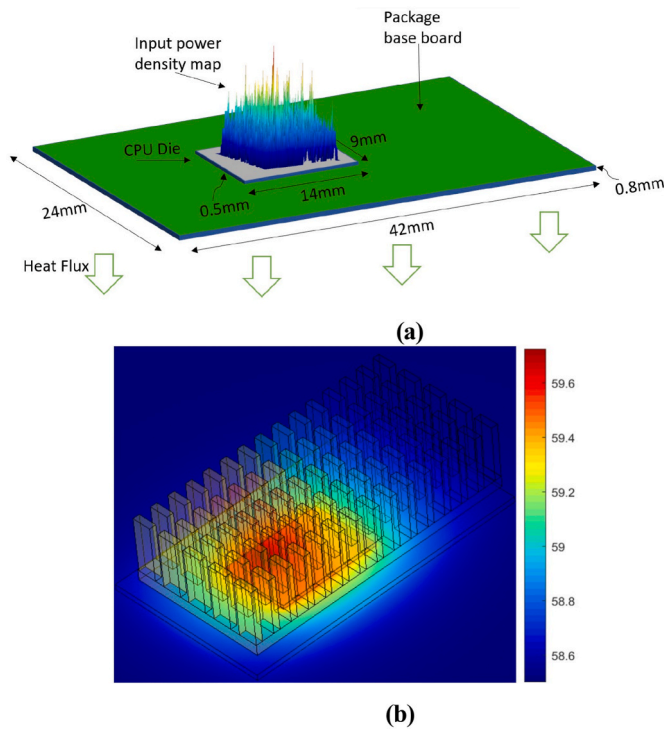 Package
base board
Input power
density map
CPU Die
9mm
0.5mm
14mm
0.8mm
24mm
42mm
Heat Flux
(a)
59.6
59.4
59.2
59
58.8
58.6
(b)